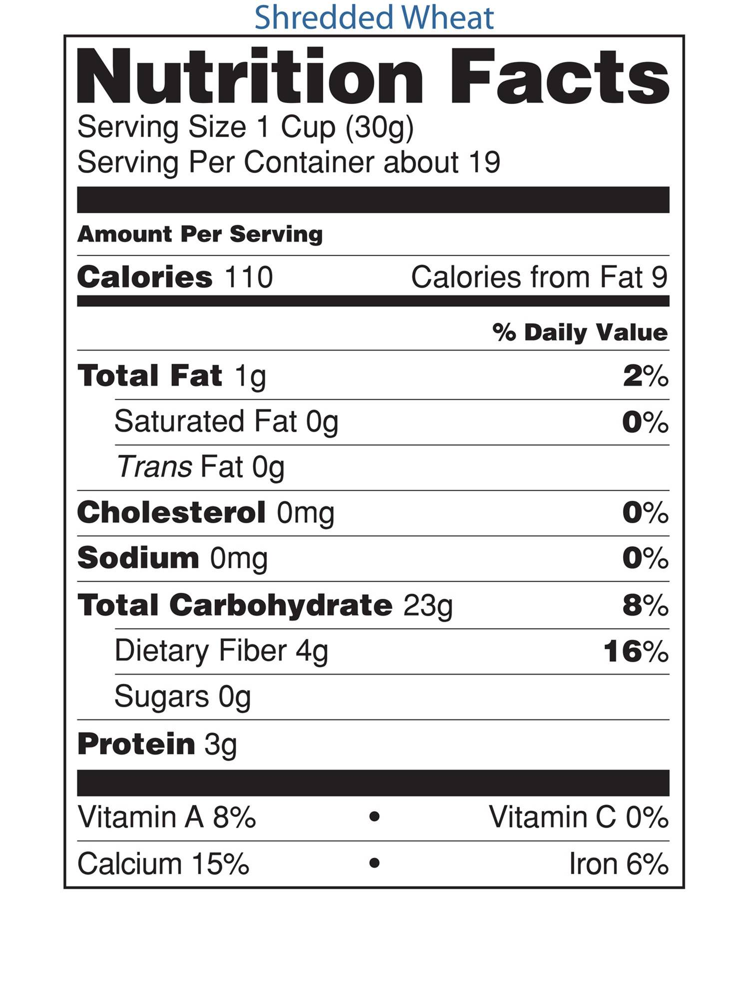 Shredded Wheat
Nutrition Facts
Serving Size 1 Cup (30g)
Serving Per Container about 19
Amount Per Serving
Calories 110 Calories from Fat 9
% Daily Value
Total Fat 1g 2%
Saturated Fat 0g 0%
Trans Fat 0g
Cholesterol 0mg 0%
Sodium 0mg 0%
Total Carbohydrate 23g 8%
Dietary Fiber 4g 16%
Sugars 0g
Protein 3g
Vitamin A 8% • Vitamin C 0%
Calcium 15% • Iron 6%